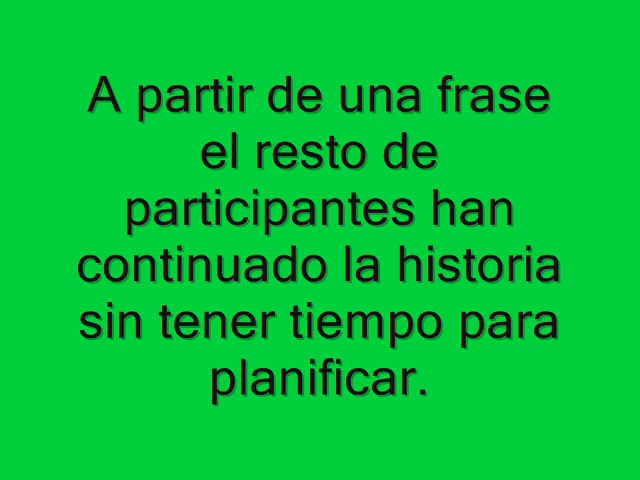 A partir de una frase
el resto de
participantes han
continuado la historia
sin tener tiempo para
planificar.